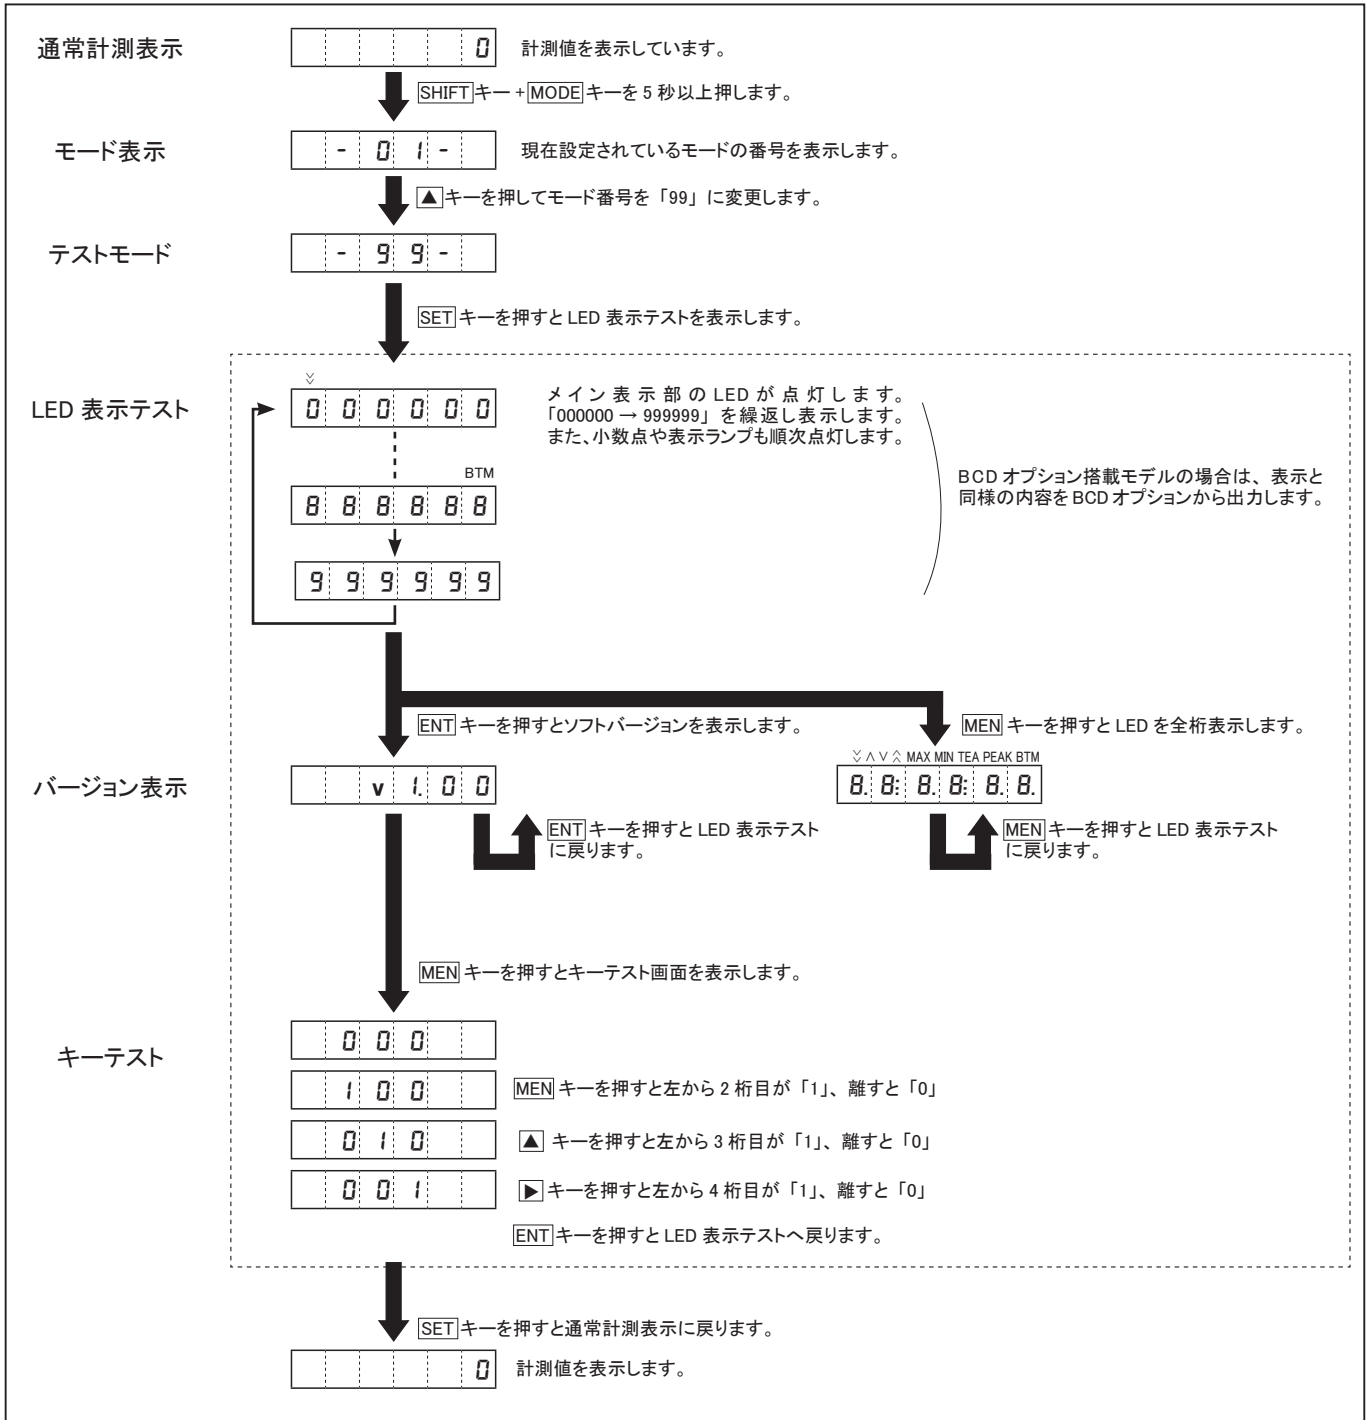 通常計測表示
0
計測値を表示しています。
SHIFTキー + MODEキーを 5 秒以上押します。
モード表示
- 0 1 -
現在設定されているモードの番号を表示します。
▲キーを押してモード番号を「99」に変更します。
テストモード
- 9 9 -
SETキーを押すと LED 表示テストを表示します。
LED 表示テスト
0 0 0 0 0 0
メイン表示部の LED が点灯します。
「000000 → 999999」を繰返し表示します。
また、小数点や表示ランプも順次点灯します。
BTM
8 8 8 8 8 8
BCD オプション搭載モデルの場合は、表示と
同様の内容を BCD オプションから出力します。
9 9 9 9 9 9
ENTキーを押すとソフトバージョンを表示します。
MENキーを押すと LED を全桁表示します。
MAX MIN TEA PEAK BTM
バージョン表示
v 1. 0 0
8. 8: 8. 8: 8. 8.
ENTキーを押すと LED 表示テスト
に戻ります。
MENキーを押すと LED 表示テスト
に戻ります。
MENキーを押すとキーテスト画面を表示します。
キーテスト
0 0 0
1 0 0
MENキーを押すと左から 2 桁目が「1」、離すと「0」
0 1 0
▲キーを押すと左から 3 桁目が「1」、離すと「0」
0 0 1
▶キーを押すと左から 4 桁目が「1」、離すと「0」
ENTキーを押すと LED 表示テストへ戻ります。
SETキーを押すと通常計測表示に戻ります。
0
計測値を表示します。